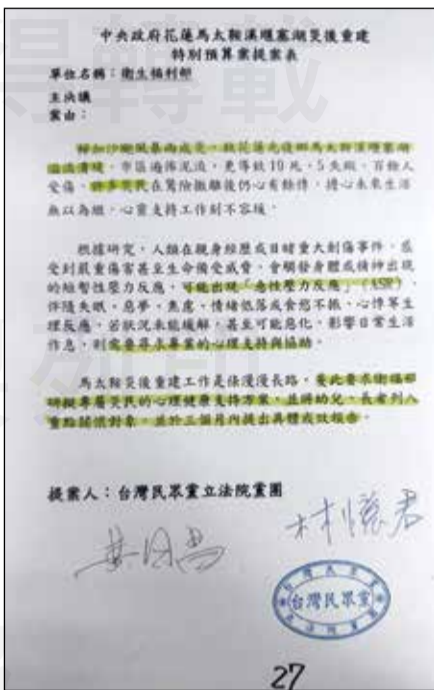 中央政府花蓮馬太鞍溪堰塞湖災後重建
特別預算案提案表
單位名稱：衛生福利部
主決議
案由：
樺加沙颱風暴雨成災，致花蓮光復鄉馬太鞍溪堰塞湖
溢流潰堤，市區遍佈泥流，更導致10死，5失蹤，百餘人
受傷，許多災民在驚險撤離後仍心有餘悸，擔心未來生活
無以為繼，心靈支持工作刻不容緩。
根據研究，人類在親身經歷或目睹重大創傷事件，感
受到嚴重傷害甚至生命備受威脅，會觸發身體或精神出現
的短暫性壓力反應，可能出現「急性壓力反應」（ASR），
伴隨失眠、惡夢、焦慮、情緒低落或食慾不振、心悸等生
理反應，若狀況未能緩解，甚至可能惡化，影響日常生活
作息，則需要尋求專業的心理支持與協助。
馬太鞍災後重建工作是條漫漫長路，爰此要求衛福部
研擬專屬災民的心理健康支持方案，並將幼兒、長者列入
重點關懷對象，並於三個月內提出具體成效報告。
提案人：台灣民眾黨立法院黨團
林憶君
台灣民眾黨
立法院黨團
27